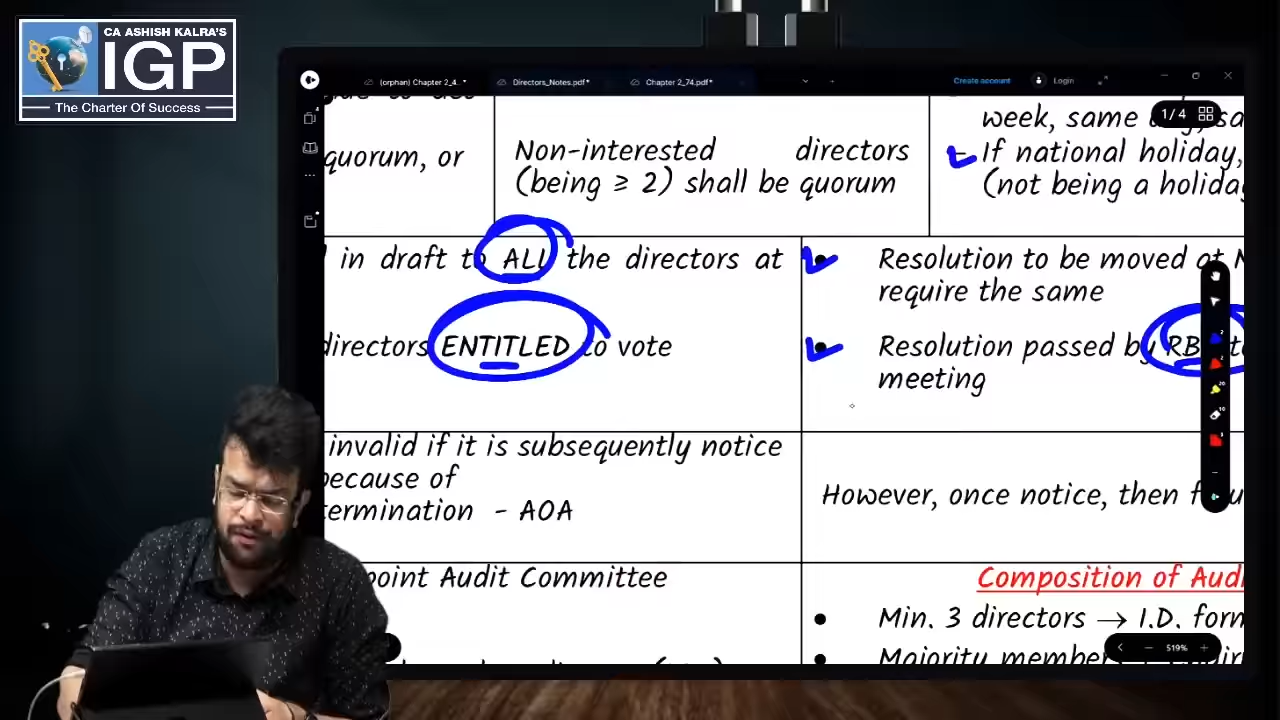 CA ASHISH KALRA'S
IGP
The Charter Of Success
(orphan) Chapter 2_4..*
Directors_Notes.pdf*
Chapter 2_74.pdf*
Create account
Login
1/4
quorum, or
Non-interested directors
(being ≥ 2) shall be quorum
week, same
If national holiday,
(not being a holiday
in draft to ALL the directors at
directors ENTITLED to vote
Resolution to be moved at
require the same
Resolution passed by RB
meeting
invalid if it is subsequently notice
because of
termination - AOA
However, once notice, then
point Audit Committee
Composition of Aud
Min. 3 directors → I.D. form
Majority members
519%